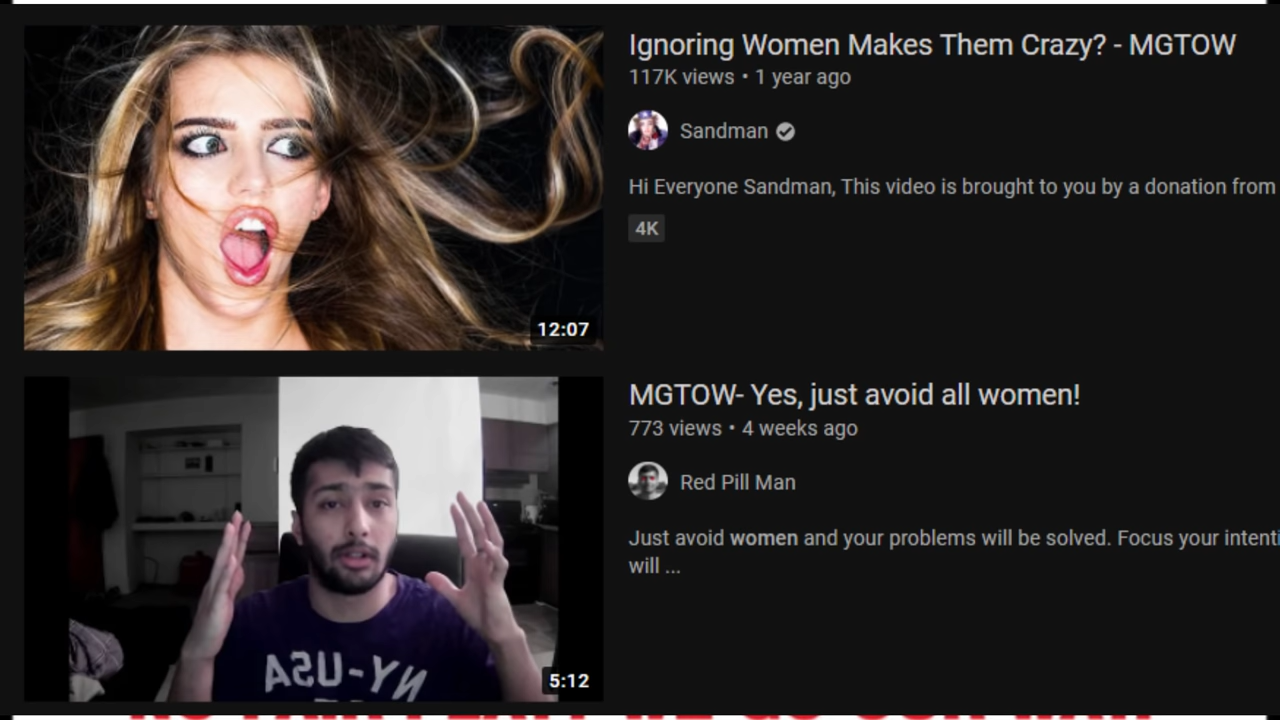 Ignoring Women Makes Them Crazy? - MGTOW
117K views • 1 year ago
Sandman
Hi Everyone Sandman, This video is brought to you by a donation from
4K
12:07
MGTOW- Yes, just avoid all women!
773 views • 4 weeks ago
Red Pill Man
Just avoid women and your problems will be solved. Focus your intenti
will ...
NY-USA
5:12